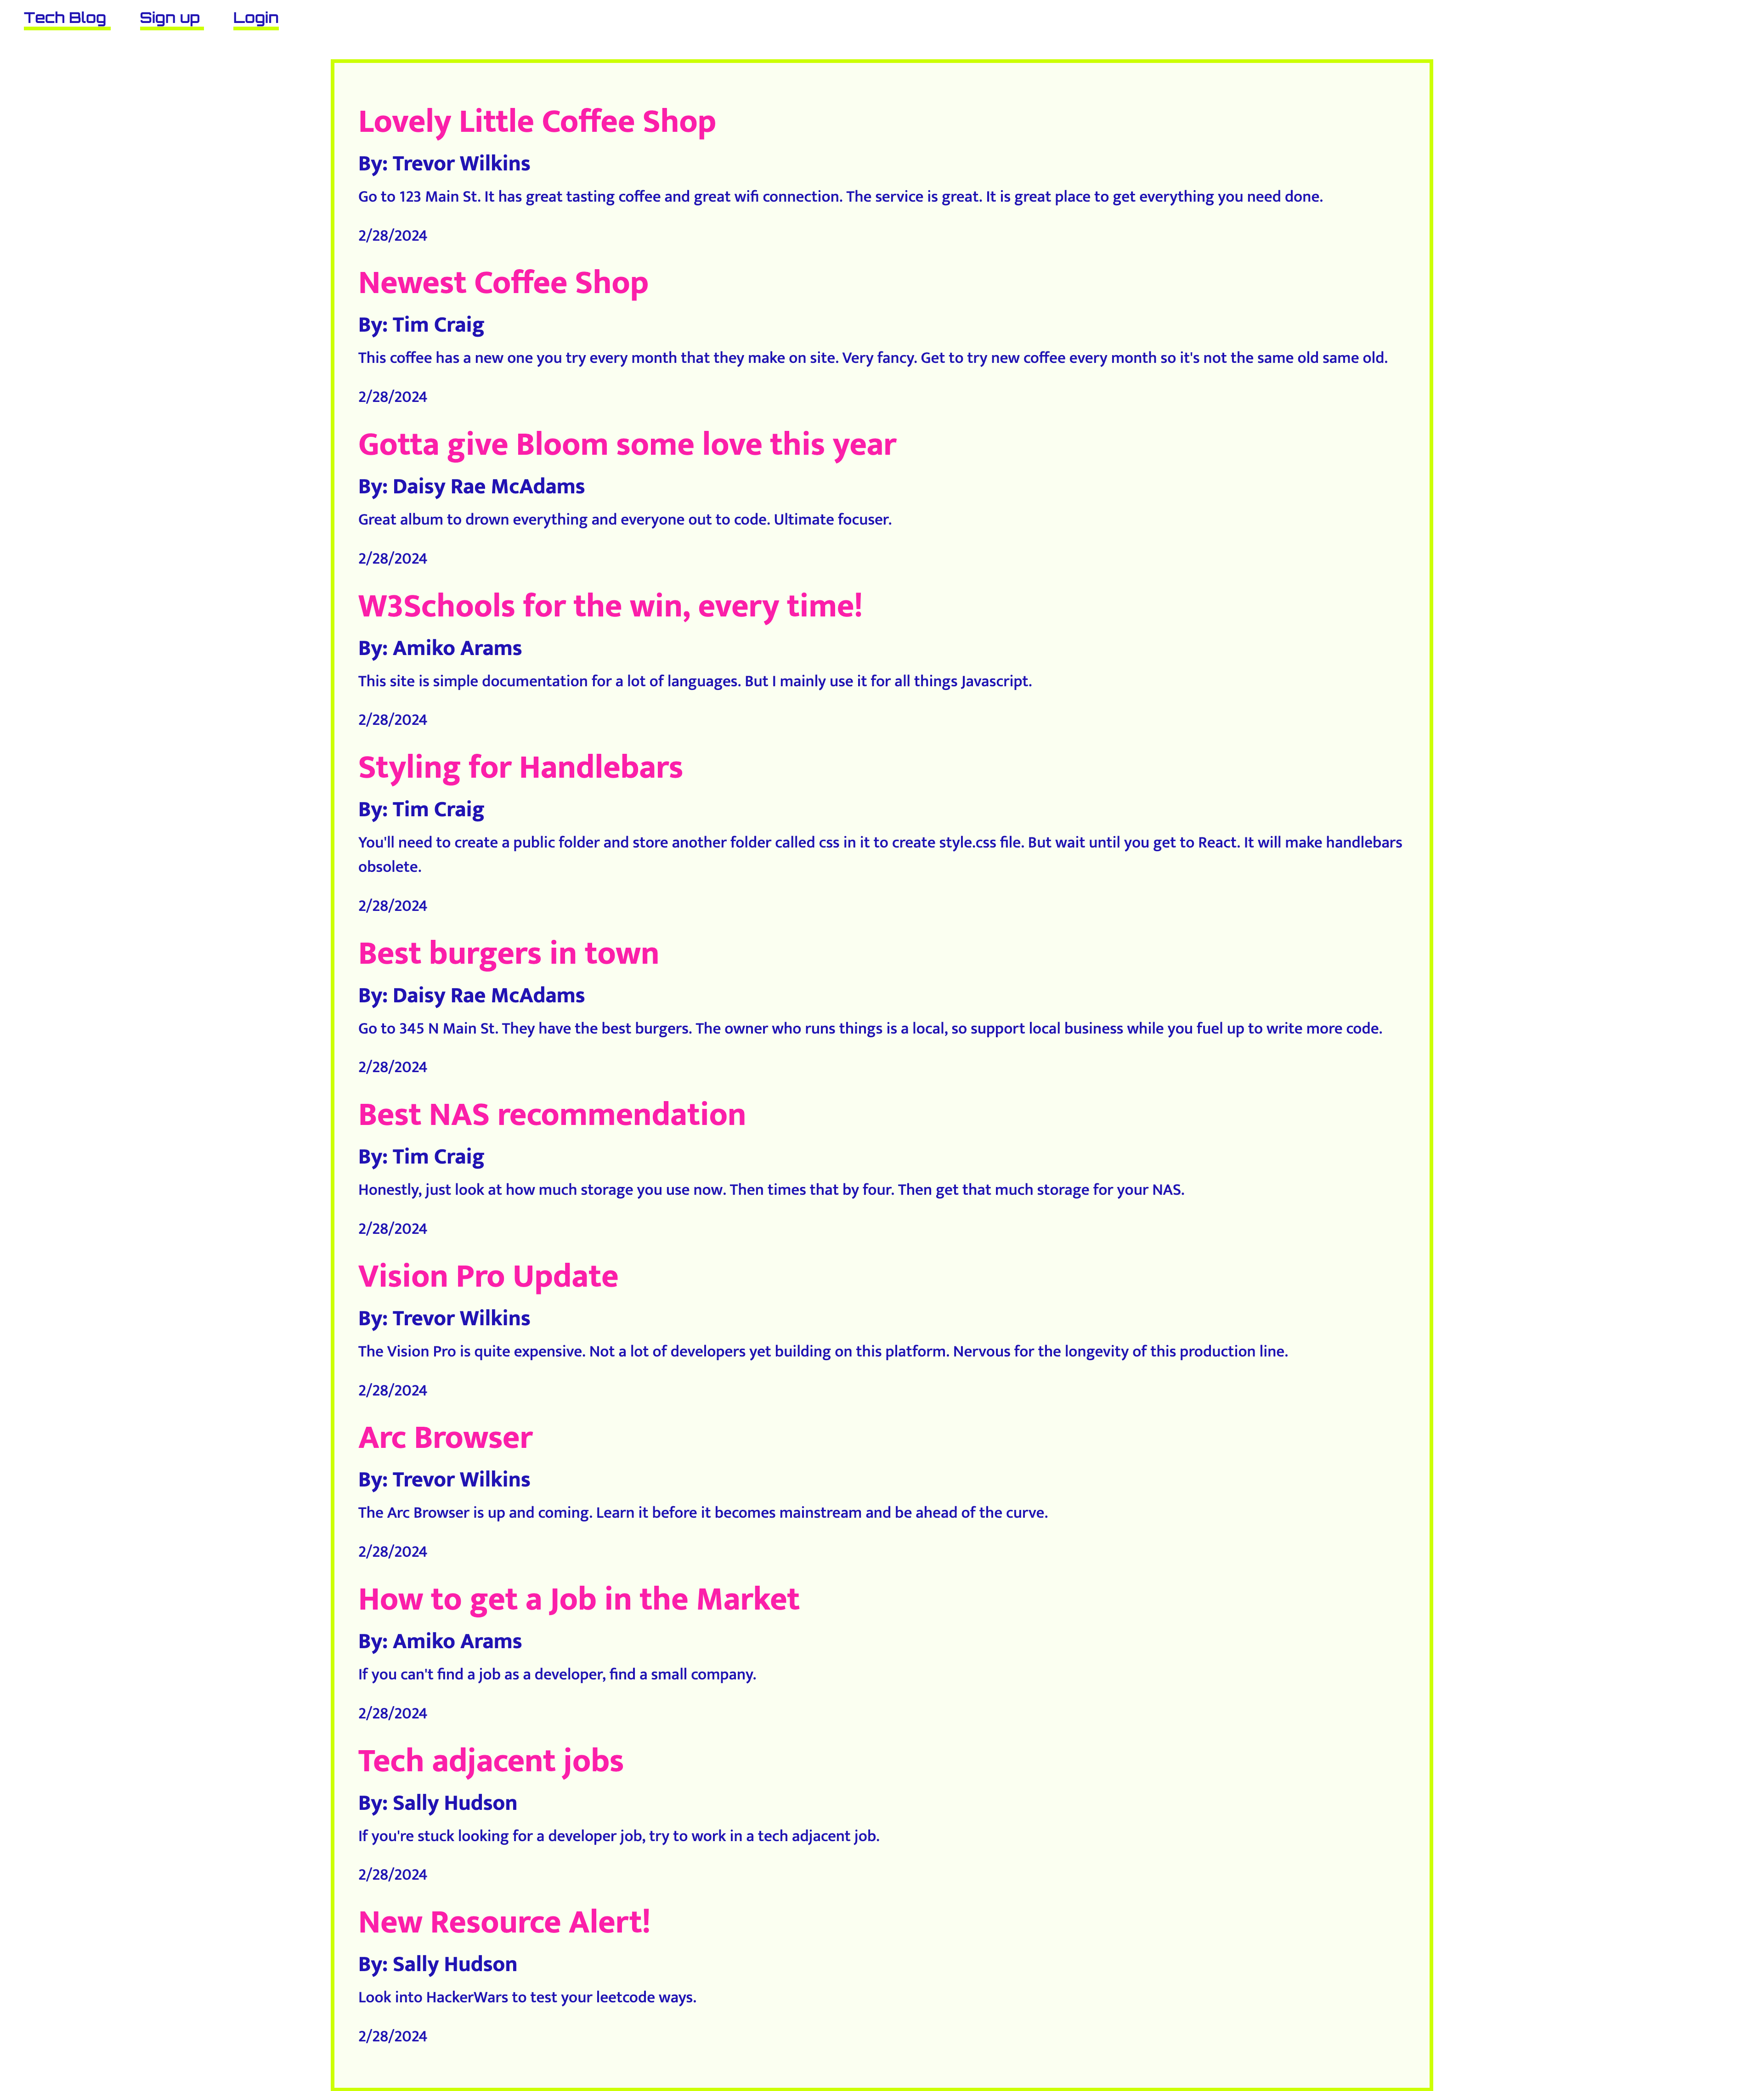 Tech Blog Sign up Login
Lovely Little Coffee Shop
By: Trevor Wilkins
Go to 123 Main St. It has great tasting coffee and great wifi connection. The service is great. It is great place to get everything you need done.
2/28/2024
Newest Coffee Shop
By: Tim Craig
This coffee has a new one you try every month that they make on site. Very fancy. Get to try new coffee every month so it's not the same old same old.
2/28/2024
Gotta give Bloom some love this year
By: Daisy Rae McAdams
Great album to drown everything and everyone out to code. Ultimate focuser.
2/28/2024
W3Schools for the win, every time!
By: Amiko Arams
This site is simple documentation for a lot of languages. But I mainly use it for all things Javascript.
2/28/2024
Styling for Handlebars
By: Tim Craig
You'll need to create a public folder and store another folder called css in it to create style.css file. But wait until you get to React. It will make handlebars
obsolete.
2/28/2024
Best burgers in town
By: Daisy Rae McAdams
Go to 345 N Main St. They have the best burgers. The owner who runs things is a local, so support local business while you fuel up to write more code.
2/28/2024
Best NAS recommendation
By: Tim Craig
Honestly, just look at how much storage you use now. Then times that by four. Then get that much storage for your NAS.
2/28/2024
Vision Pro Update
By: Trevor Wilkins
The Vision Pro is quite expensive. Not a lot of developers yet building on this platform. Nervous for the longevity of this production line.
2/28/2024
Arc Browser
By: Trevor Wilkins
The Arc Browser is up and coming. Learn it before it becomes mainstream and be ahead of the curve.
2/28/2024
How to get a Job in the Market
By: Amiko Arams
If you can't find a job as a developer, find a small company.
2/28/2024
Tech adjacent jobs
By: Sally Hudson
If you're stuck looking for a developer job, try to work in a tech adjacent job.
2/28/2024
New Resource Alert!
By: Sally Hudson
Look into HackerWars to test your leetcode ways.
2/28/2024